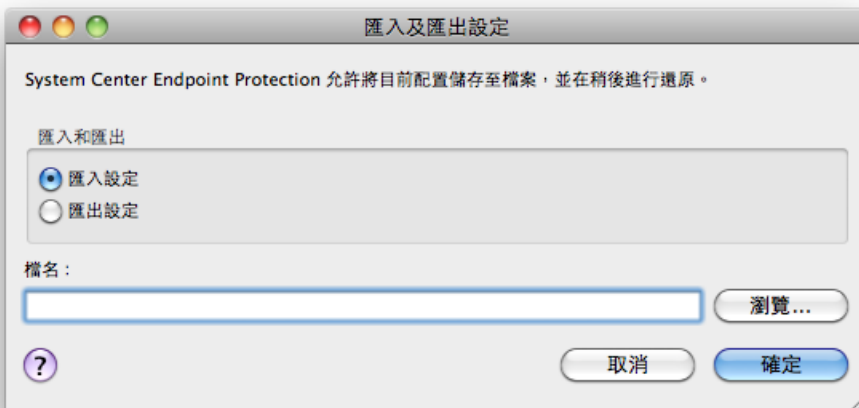 匯入及匯出設定
System Center Endpoint Protection 允許將目前配置儲存至檔案，並在稍後進行還原。
匯入和匯出
匯入設定
匯出設定
檔名：
瀏覽...
?
取消
確定